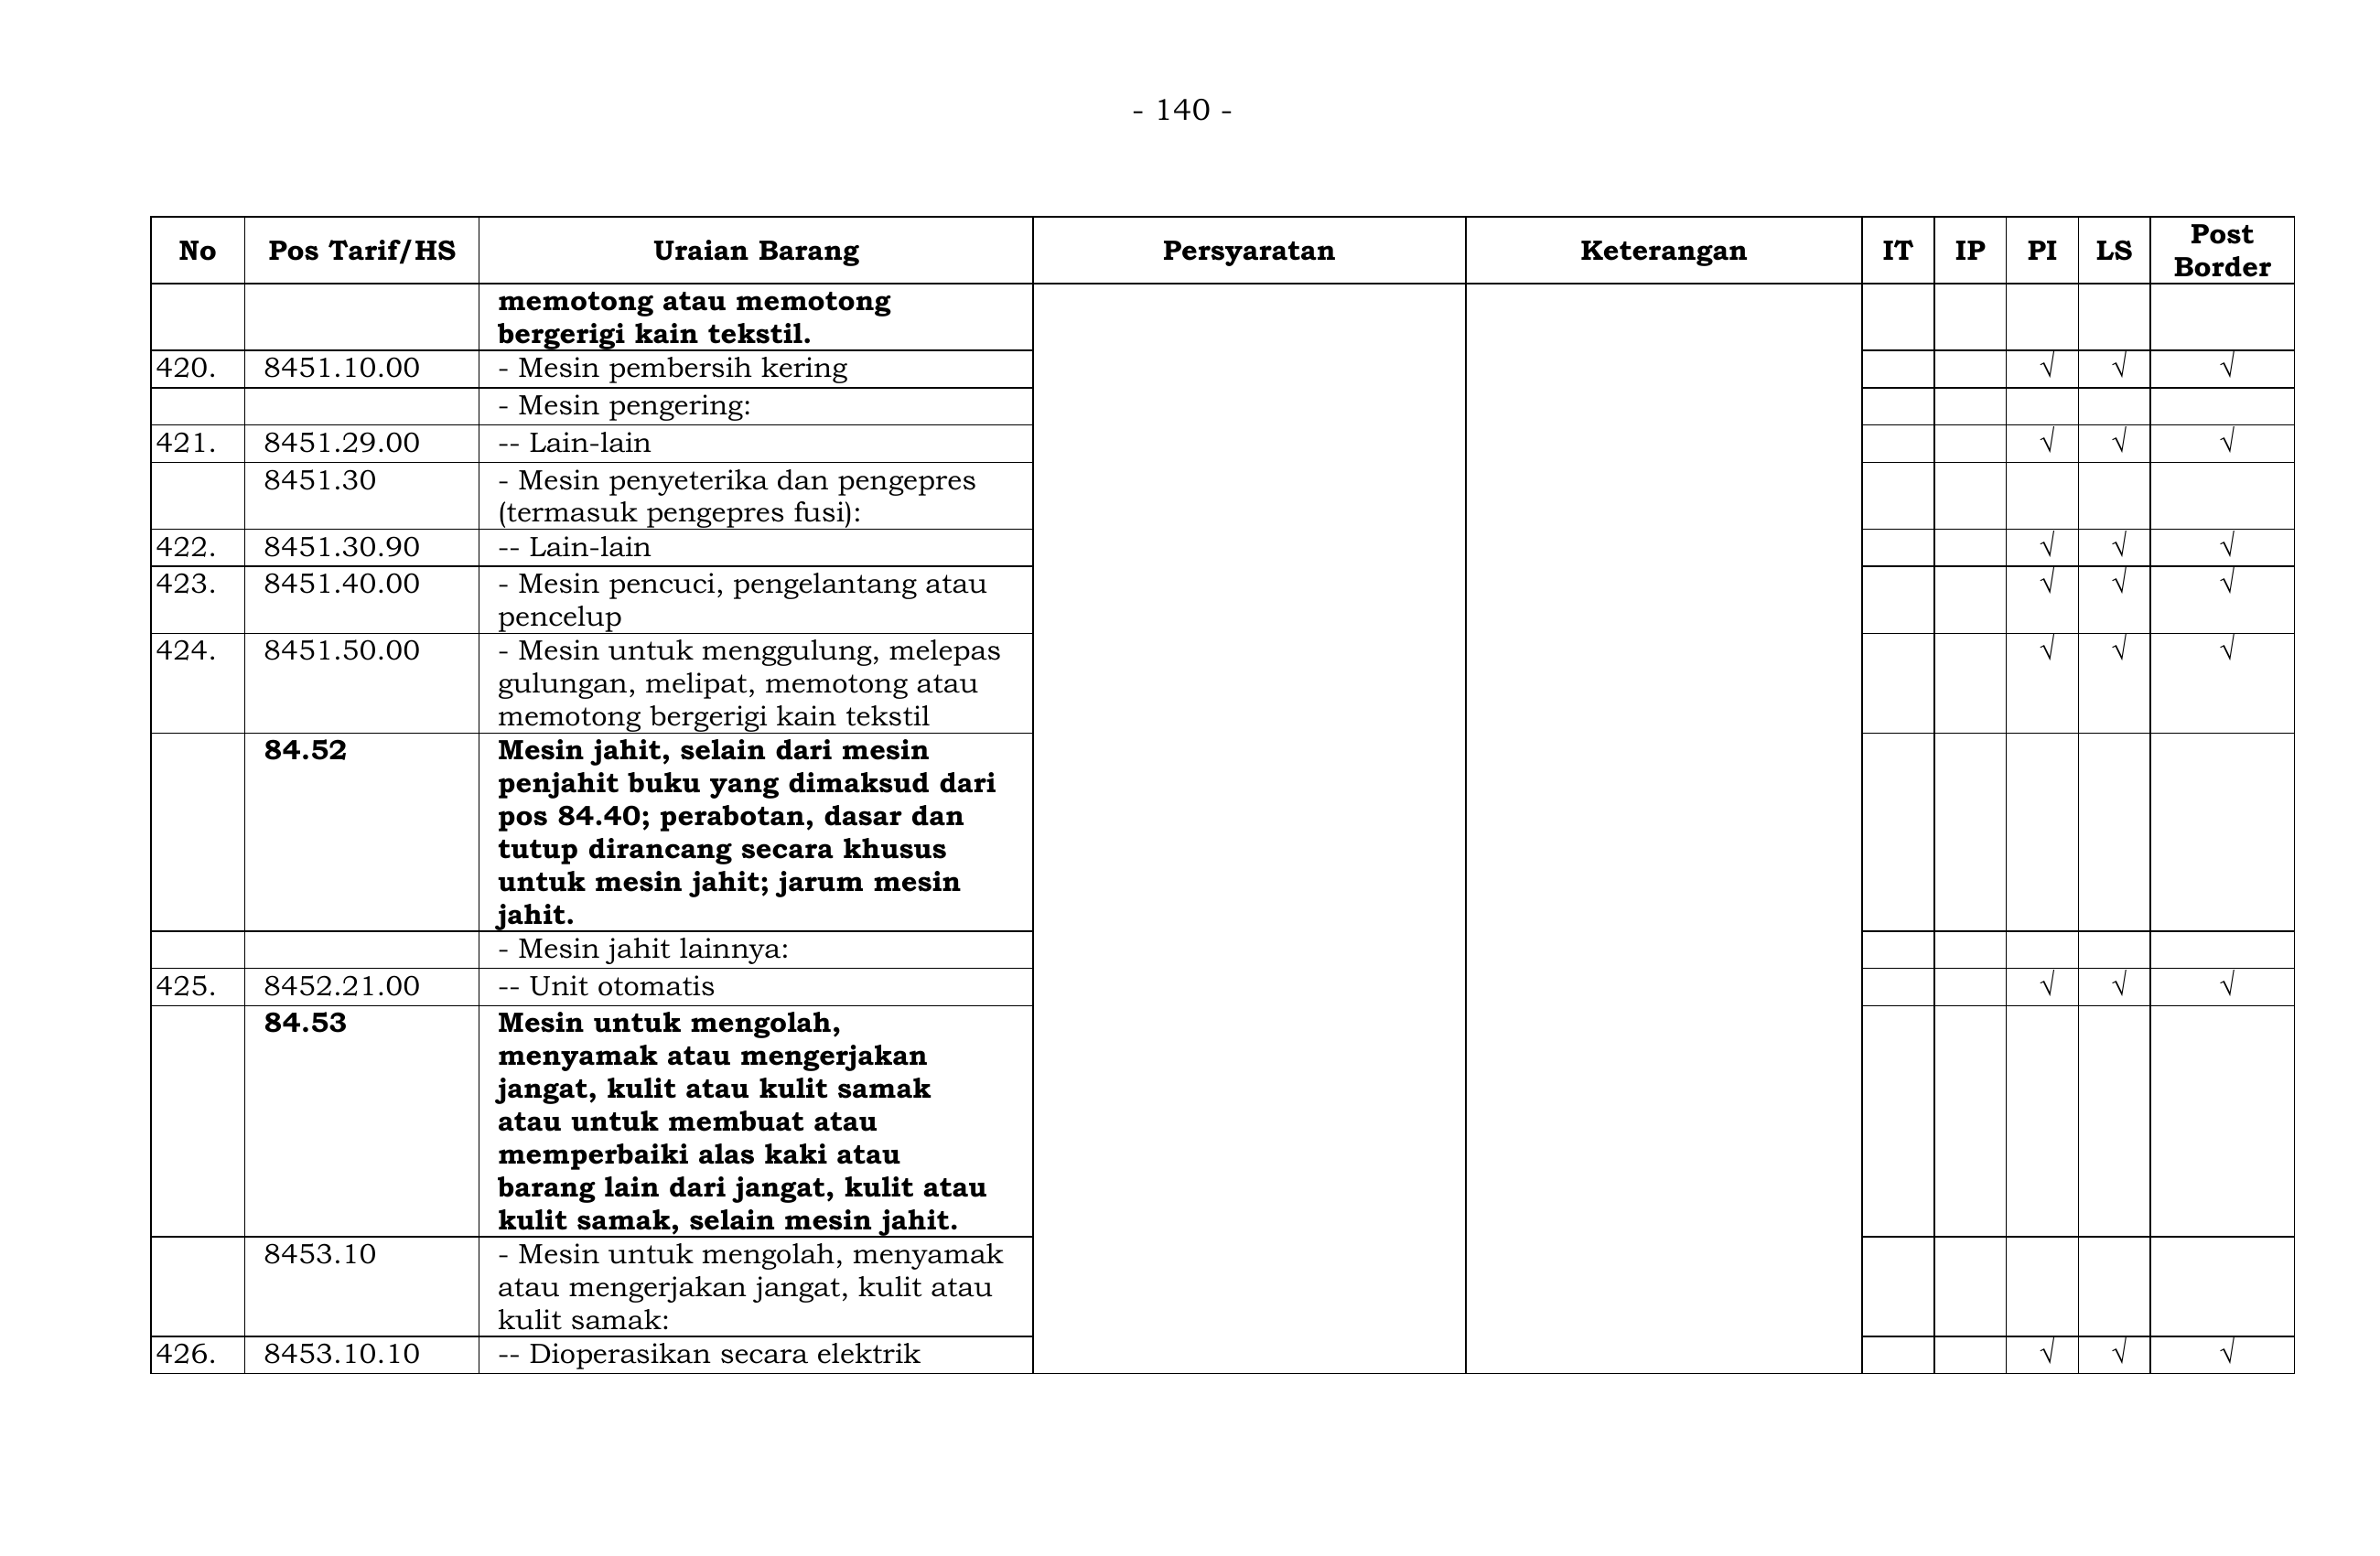 - 140 -
No Pos Tarif/HS Uraian Barang Persyaratan Keterangan IT IP PI LS Post Border
memotong atau memotong
bergerigi kain tekstil.
420. 8451.10.00 - Mesin pembersih kering √ √ √
- Mesin pengering:
421. 8451.29.00 -- Lain-lain √ √ √
8451.30 - Mesin penyeterika dan pengepres
(termasuk pengepres fusi):
422. 8451.30.90 -- Lain-lain √ √ √
423. 8451.40.00 - Mesin pencuci, pengelantang atau √ √ √
pencelup
424. 8451.50.00 - Mesin untuk menggulung, melepas √ √ √
gulungan, melipat, memotong atau
memotong bergerigi kain tekstil
84.52 Mesin jahit, selain dari mesin
penjahit buku yang dimaksud dari
pos 84.40; perabotan, dasar dan
tutup dirancang secara khusus
untuk mesin jahit; jarum mesin
jahit.
- Mesin jahit lainnya:
425. 8452.21.00 -- Unit otomatis √ √ √
84.53 Mesin untuk mengolah,
menyamak atau mengerjakan
jangat, kulit atau kulit samak
atau untuk membuat atau
memperbaiki alas kaki atau
barang lain dari jangat, kulit atau
kulit samak, selain mesin jahit.
8453.10 - Mesin untuk mengolah, menyamak
atau mengerjakan jangat, kulit atau
kulit samak:
426. 8453.10.10 -- Dioperasikan secara elektrik √ √ √